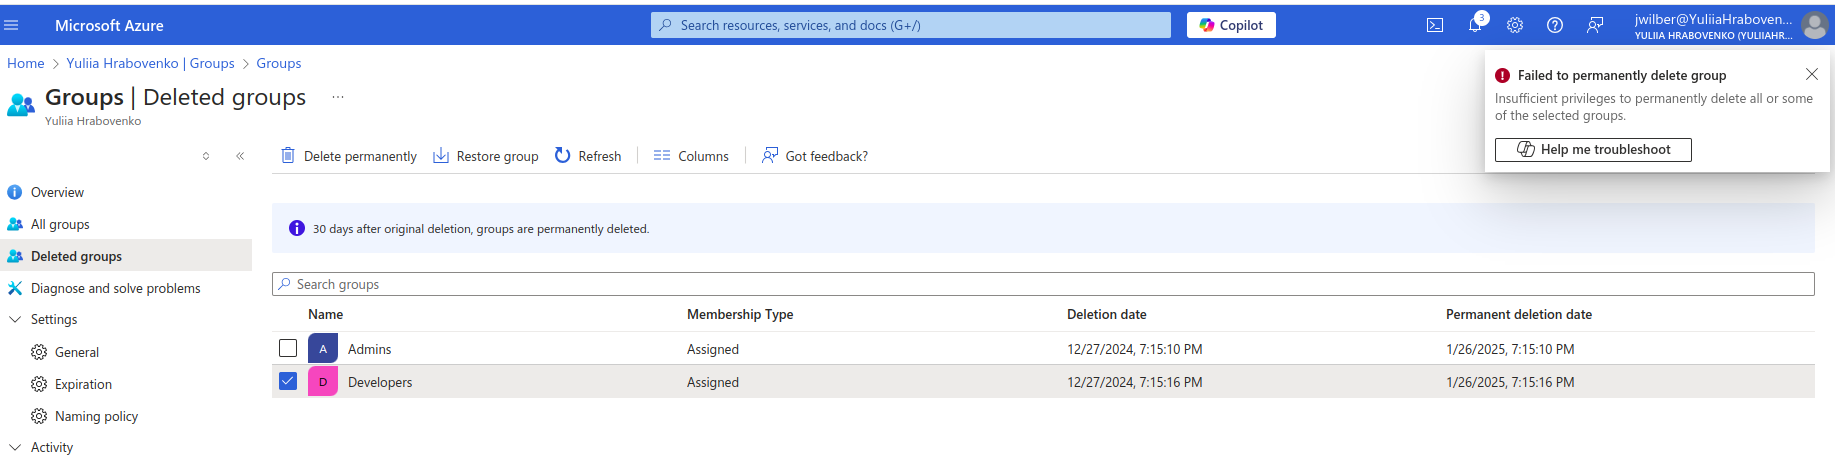 Microsoft Azure
Search resources, services, and docs (G+/)
Copilot
3
jwilber@YuliiaHraboven...
YULIIA HRABOVENKO (YULIIAHR...
Home > Yuliia Hrabovenko | Groups > Groups
Groups | Deleted groups ...
Yuliia Hrabovenko
Failed to permanently delete group
Insufficient privileges to permanently delete all or some
of the selected groups.
Help me troubleshoot
Delete permanently Restore group Refresh Columns Got feedback?
Overview
All groups
Deleted groups
Diagnose and solve problems
Settings
General
Expiration
Naming policy
Activity
30 days after original deletion, groups are permanently deleted.
Search groups
Name Membership Type Deletion date Permanent deletion date
A Admins Assigned 12/27/2024, 7:15:10 PM 1/26/2025, 7:15:10 PM
D Developers Assigned 12/27/2024, 7:15:16 PM 1/26/2025, 7:15:16 PM